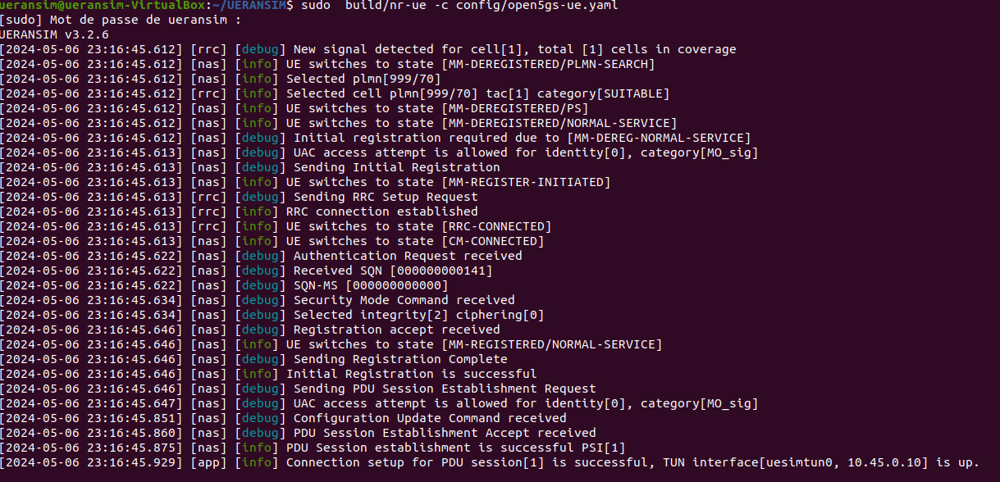 ueransim@ueransim-VirtualBox:~/UERANSIM$ sudo  build/nr-ue -c config/open5gs-ue.yaml
[sudo] Mot de passe de ueransim :
UERANSIM v3.2.6
[2024-05-06 23:16:45.612] [rrc] [debug] New signal detected for cell[1], total [1] cells in coverage
[2024-05-06 23:16:45.612] [nas] [info] UE switches to state [MM-DEREGISTERED/PLMN-SEARCH]
[2024-05-06 23:16:45.612] [nas] [info] Selected plmn[999/70]
[2024-05-06 23:16:45.612] [rrc] [info] Selected cell plmn[999/70] tac[1] category[SUITABLE]
[2024-05-06 23:16:45.612] [nas] [info] UE switches to state [MM-DEREGISTERED/PS]
[2024-05-06 23:16:45.612] [nas] [info] UE switches to state [MM-DEREGISTERED/NORMAL-SERVICE]
[2024-05-06 23:16:45.612] [nas] [debug] Initial registration required due to [MM-DEREG-NORMAL-SERVICE]
[2024-05-06 23:16:45.613] [nas] [debug] UAC access attempt is allowed for identity[0], category[MO_sig]
[2024-05-06 23:16:45.613] [nas] [debug] Sending Initial Registration
[2024-05-06 23:16:45.613] [nas] [info] UE switches to state [MM-REGISTER-INITIATED]
[2024-05-06 23:16:45.613] [rrc] [debug] Sending RRC Setup Request
[2024-05-06 23:16:45.613] [rrc] [info] RRC connection established
[2024-05-06 23:16:45.613] [rrc] [info] UE switches to state [RRC-CONNECTED]
[2024-05-06 23:16:45.613] [nas] [info] UE switches to state [CM-CONNECTED]
[2024-05-06 23:16:45.622] [nas] [debug] Authentication Request received
[2024-05-06 23:16:45.622] [nas] [debug] Received SQN [000000000141]
[2024-05-06 23:16:45.622] [nas] [debug] SQN-MS [000000000000]
[2024-05-06 23:16:45.634] [nas] [debug] Security Mode Command received
[2024-05-06 23:16:45.634] [nas] [debug] Selected integrity[2] ciphering[0]
[2024-05-06 23:16:45.646] [nas] [debug] Registration accept received
[2024-05-06 23:16:45.646] [nas] [info] UE switches to state [MM-REGISTERED/NORMAL-SERVICE]
[2024-05-06 23:16:45.646] [nas] [debug] Sending Registration Complete
[2024-05-06 23:16:45.646] [nas] [info] Initial Registration is successful
[2024-05-06 23:16:45.646] [nas] [debug] Sending PDU Session Establishment Request
[2024-05-06 23:16:45.647] [nas] [debug] UAC access attempt is allowed for identity[0], category[MO_sig]
[2024-05-06 23:16:45.851] [nas] [debug] Configuration Update Command received
[2024-05-06 23:16:45.860] [nas] [debug] PDU Session Establishment Accept received
[2024-05-06 23:16:45.875] [nas] [info] PDU Session establishment is successful PSI[1]
[2024-05-06 23:16:45.929] [app] [info] Connection setup for PDU session[1] is successful, TUN interface[uesimtun0, 10.45.0.10] is up.